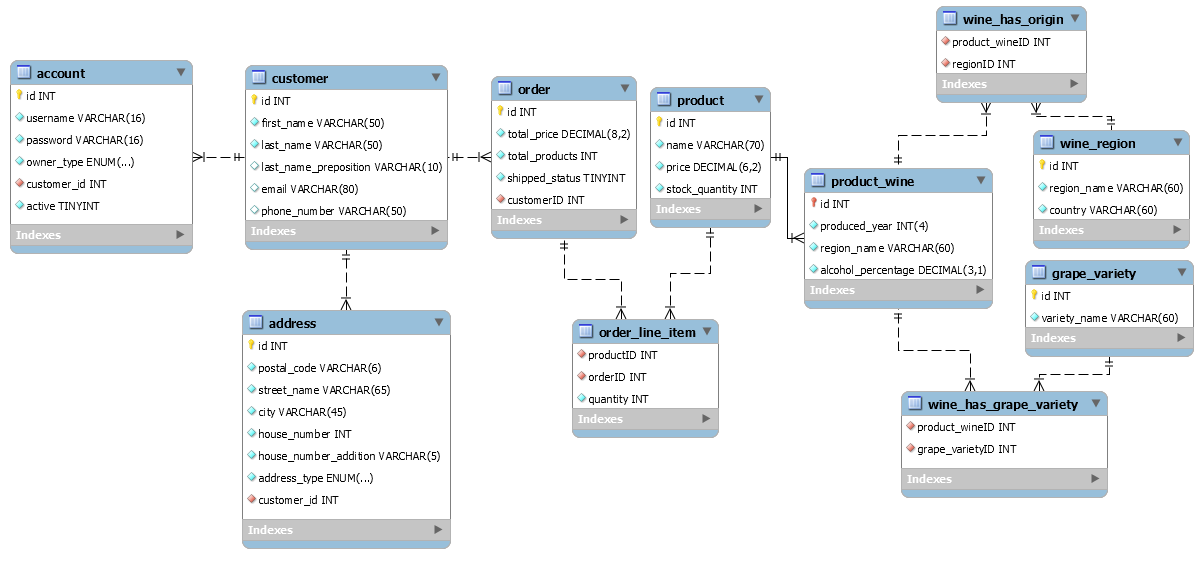 account
id INT
username VARCHAR(16)
password VARCHAR(16)
owner_type ENUM(...)
customer_id INT
active TINYINT
Indexes
customer
id INT
first_name VARCHAR(50)
last_name VARCHAR(50)
last_name_preposition VARCHAR(10)
email VARCHAR(80)
phone_number VARCHAR(50)
Indexes
address
id INT
postal_code VARCHAR(6)
street_name VARCHAR(65)
city VARCHAR(45)
house_number INT
house_number_addition VARCHAR(5)
address_type ENUM(...)
customer_id INT
Indexes
order
id INT
total_price DECIMAL(8,2)
total_products INT
shipped_status TINYINT
customerID INT
Indexes
product
id INT
name VARCHAR(70)
price DECIMAL(6,2)
stock_quantity INT
Indexes
order_line_item
productID INT
orderID INT
quantity INT
Indexes
product_wine
id INT
produced_year INT(4)
region_name VARCHAR(60)
alcohol_percentage DECIMAL(3,1)
Indexes
wine_has_origin
product_wineID INT
regionID INT
Indexes
wine_region
id INT
region_name VARCHAR(60)
country VARCHAR(60)
Indexes
grape_variety
id INT
variety_name VARCHAR(60)
Indexes
wine_has_grape_variety
product_wineID INT
grape_varietyID INT
Indexes